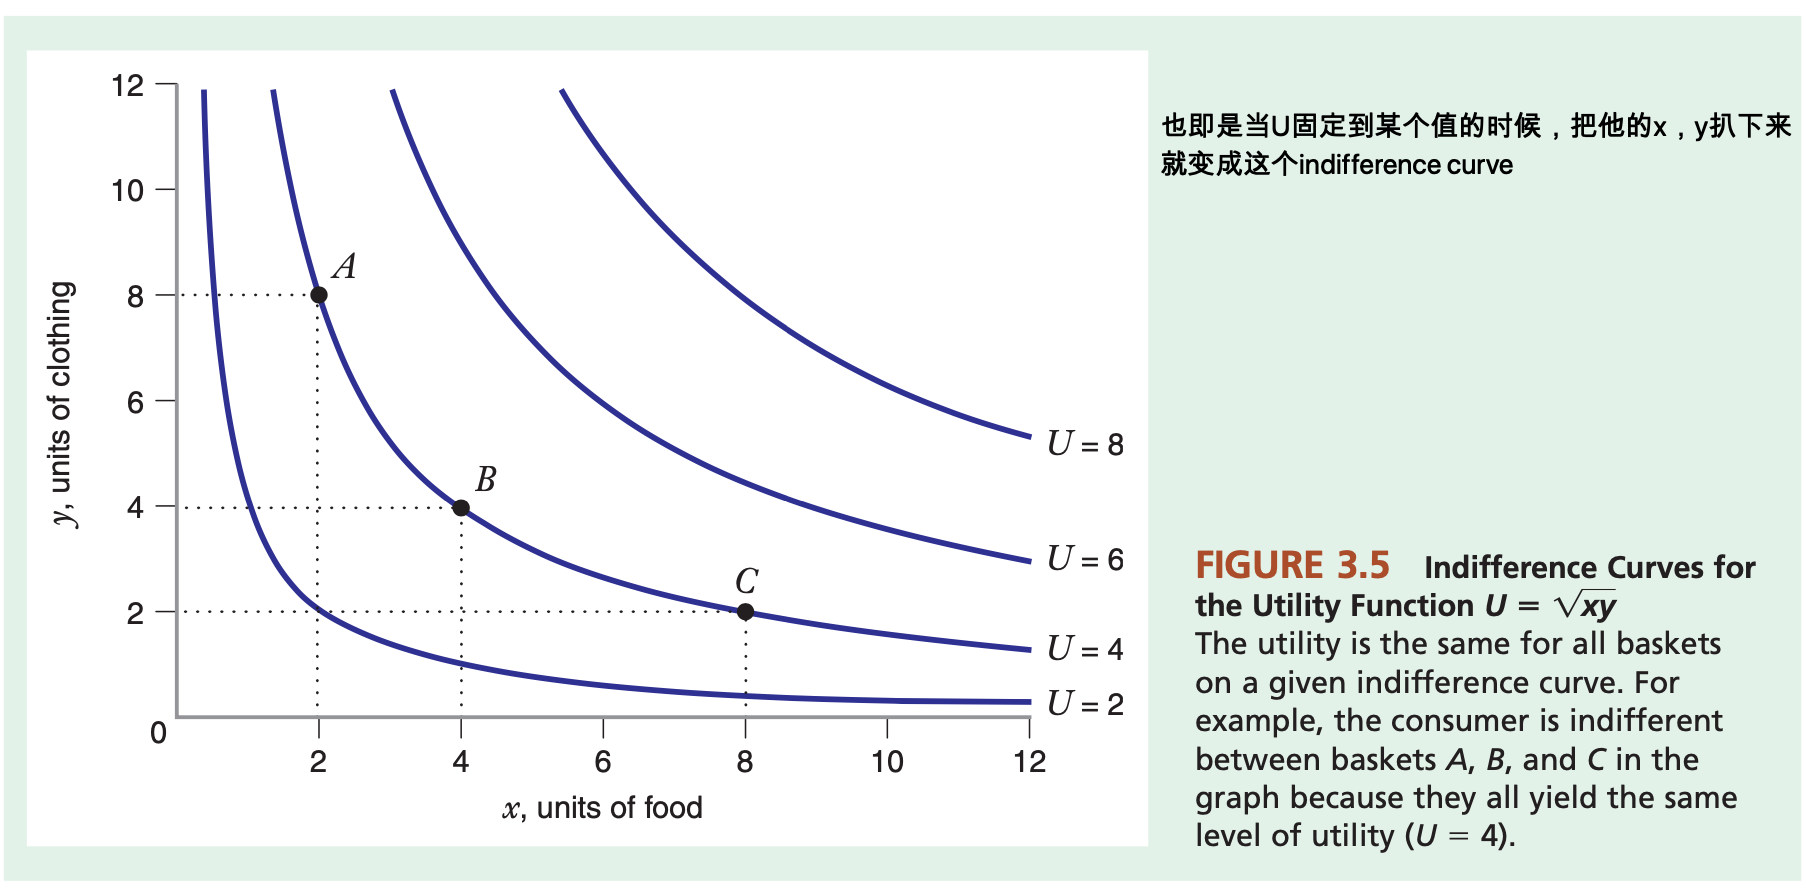 12
10
8
6
4
2
0
2
4
6
8
10
12
y, units of clothing
x, units of food
A
B
C
U = 8
U = 6
U = 4
U = 2
也即是当U固定到某个值的时候，把他的x，y扒下来
就变成这个indifference curve
FIGURE 3.5 Indifference Curves for
the Utility Function U = √xy
The utility is the same for all baskets
on a given indifference curve. For
example, the consumer is indifferent
between baskets A, B, and C in the
graph because they all yield the same
level of utility (U = 4).